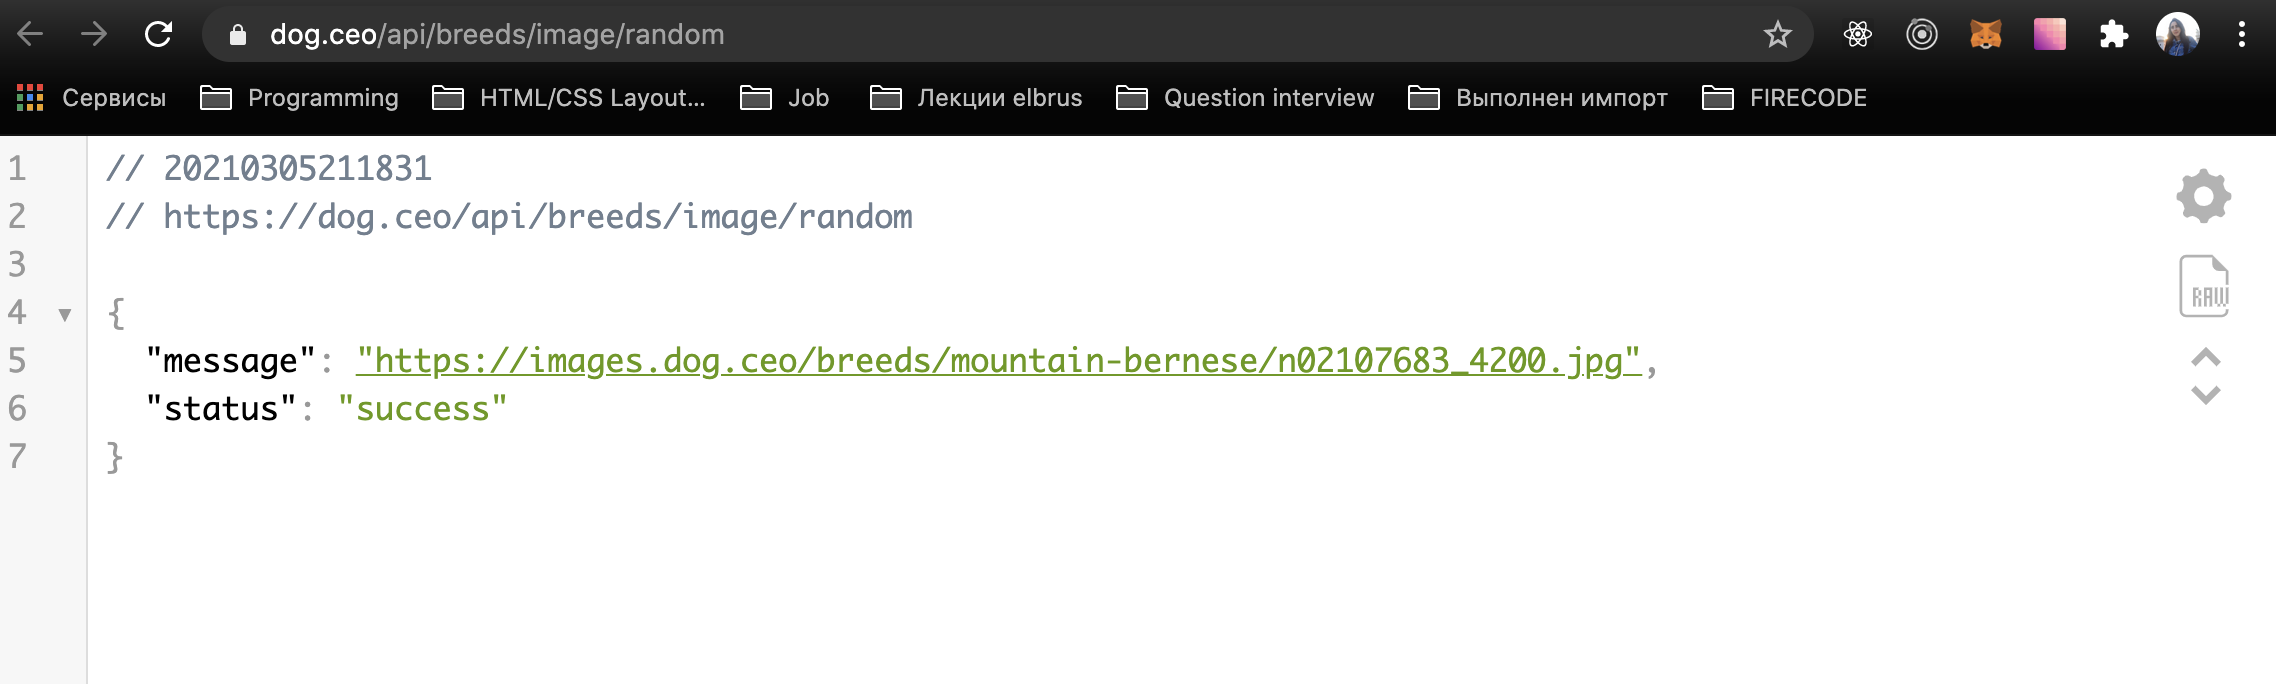 dog.ceo/api/breeds/image/random
Сервисы Programming HTML/CSS Layout... Job Лекции elbrus Question interview Выполнен импорт FIRECODE
1 // 20210305211831
2 // https://dog.ceo/api/breeds/image/random
3
4 {
5 "message": "https://images.dog.ceo/breeds/mountain-bernese/n02107683_4200.jpg",
6 "status": "success"
7 }
RAW